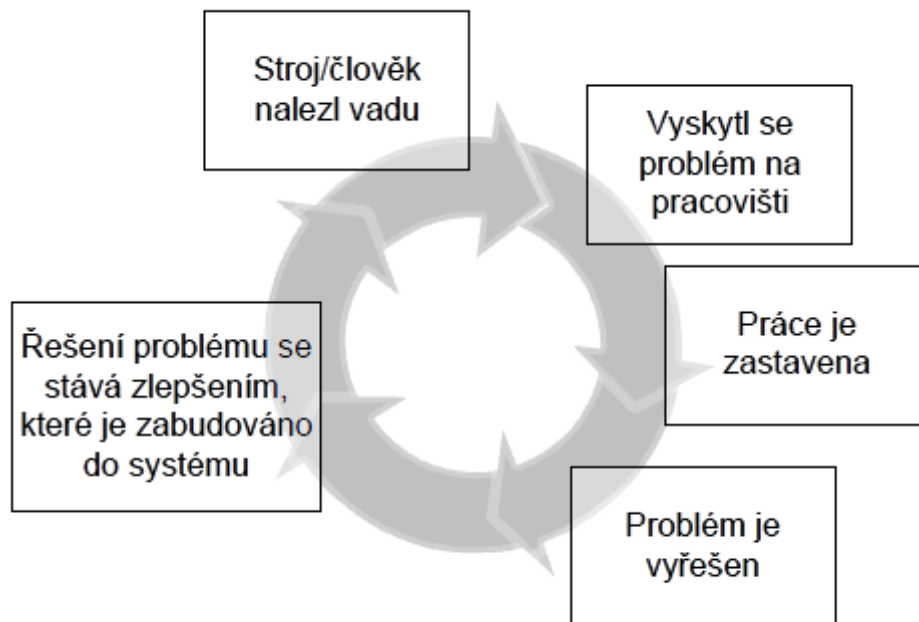 Stroj/člověk
nalezl vadu
Vyskytl se
problém na
pracovišti
Práce je
zastavena
Problém je
vyřešen
Řešení problému se
stává zlepšením,
které je zabudováno
do systému